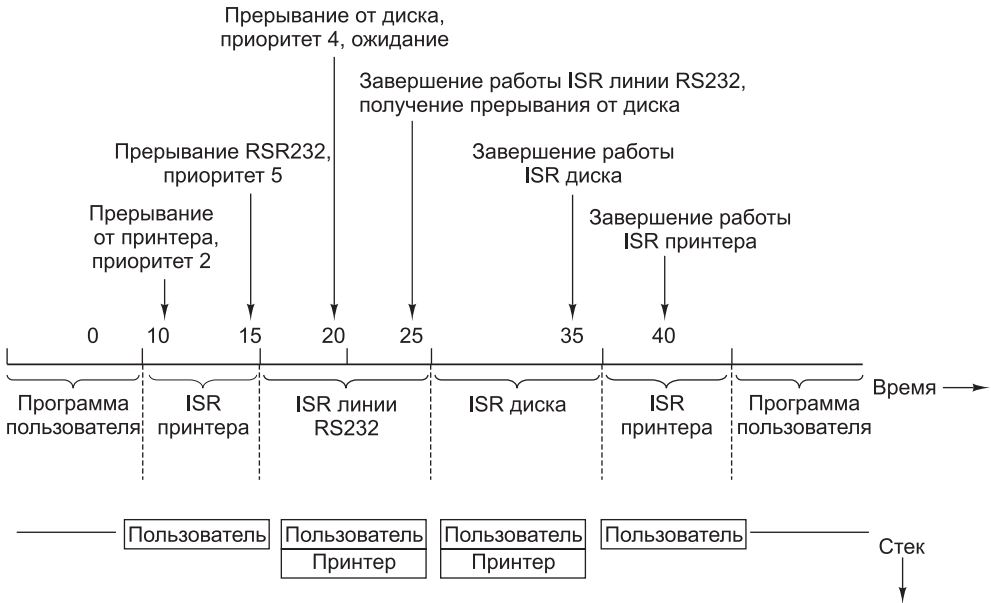 Прерывание от диска,
приоритет 4, ожидание
Завершение работы ISR линии RS232,
получение прерывания от диска
Прерывание RSR232,
приоритет 5
Завершение работы
ISR диска
Прерывание
от принтера,
приоритет 2
Завершение работы
ISR принтера
0 10 15 20 25 35 40
Время
Программа
пользователя
ISR
принтера
ISR линии
RS232
ISR диска
ISR
принтера
Программа
пользователя
Пользователь
Пользователь
Принтер
Пользователь
Принтер
Пользователь
Стек